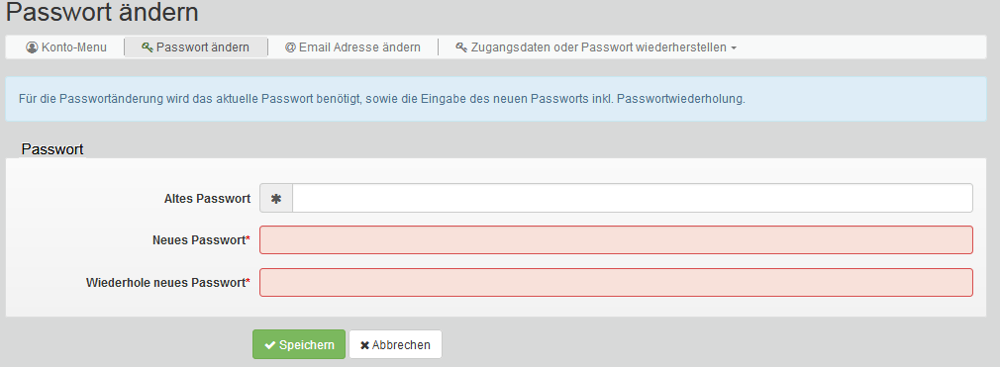 Passwort ändern
Konto-Menu Passwort ändern @ Email Adresse ändern Zugangsdaten oder Passwort wiederherstellen
Für die Passwortänderung wird das aktuelle Passwort benötigt, sowie die Eingabe des neuen Passworts inkl. Passwortwiederholung.
Passwort
Altes Passwort *
Neues Passwort*
Wiederhole neues Passwort*
Speichern Abbrechen